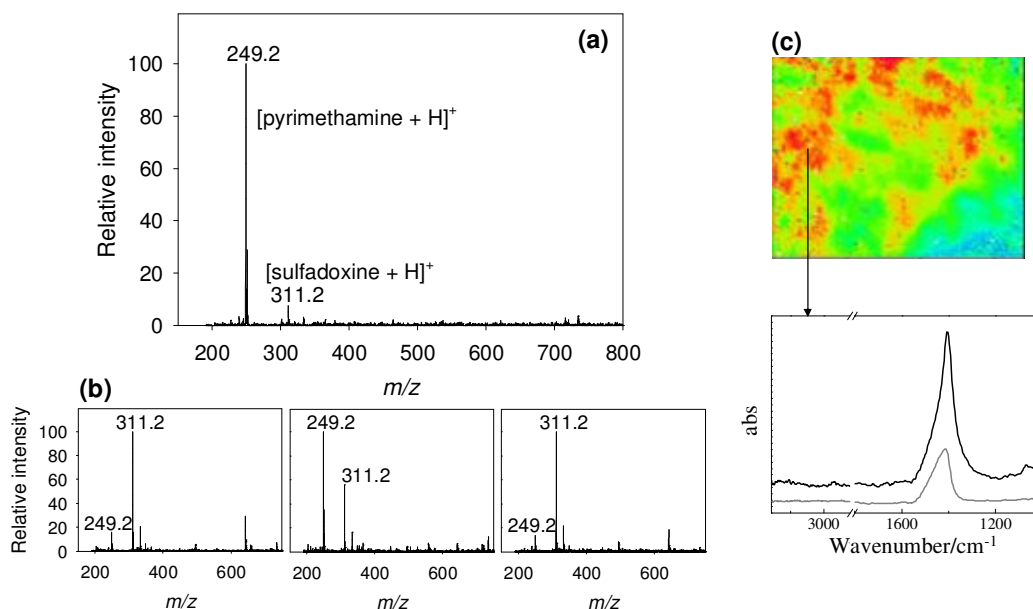 (a)
249.2
[pyrimethamine + H]⁺
[sulfadoxine + H]⁺
311.2
100
80
60
40
20
0
Relative intensity
200 300 400 500 600 700 800
m/z
(b)
Relative intensity
100
80
60
40
20
0
311.2
249.2
200 400 600
m/z
249.2
311.2
200 400 600
m/z
311.2
249.2
200 400 600
m/z
(c)
abs
3000 1600 1200
Wavenumber/cm⁻¹